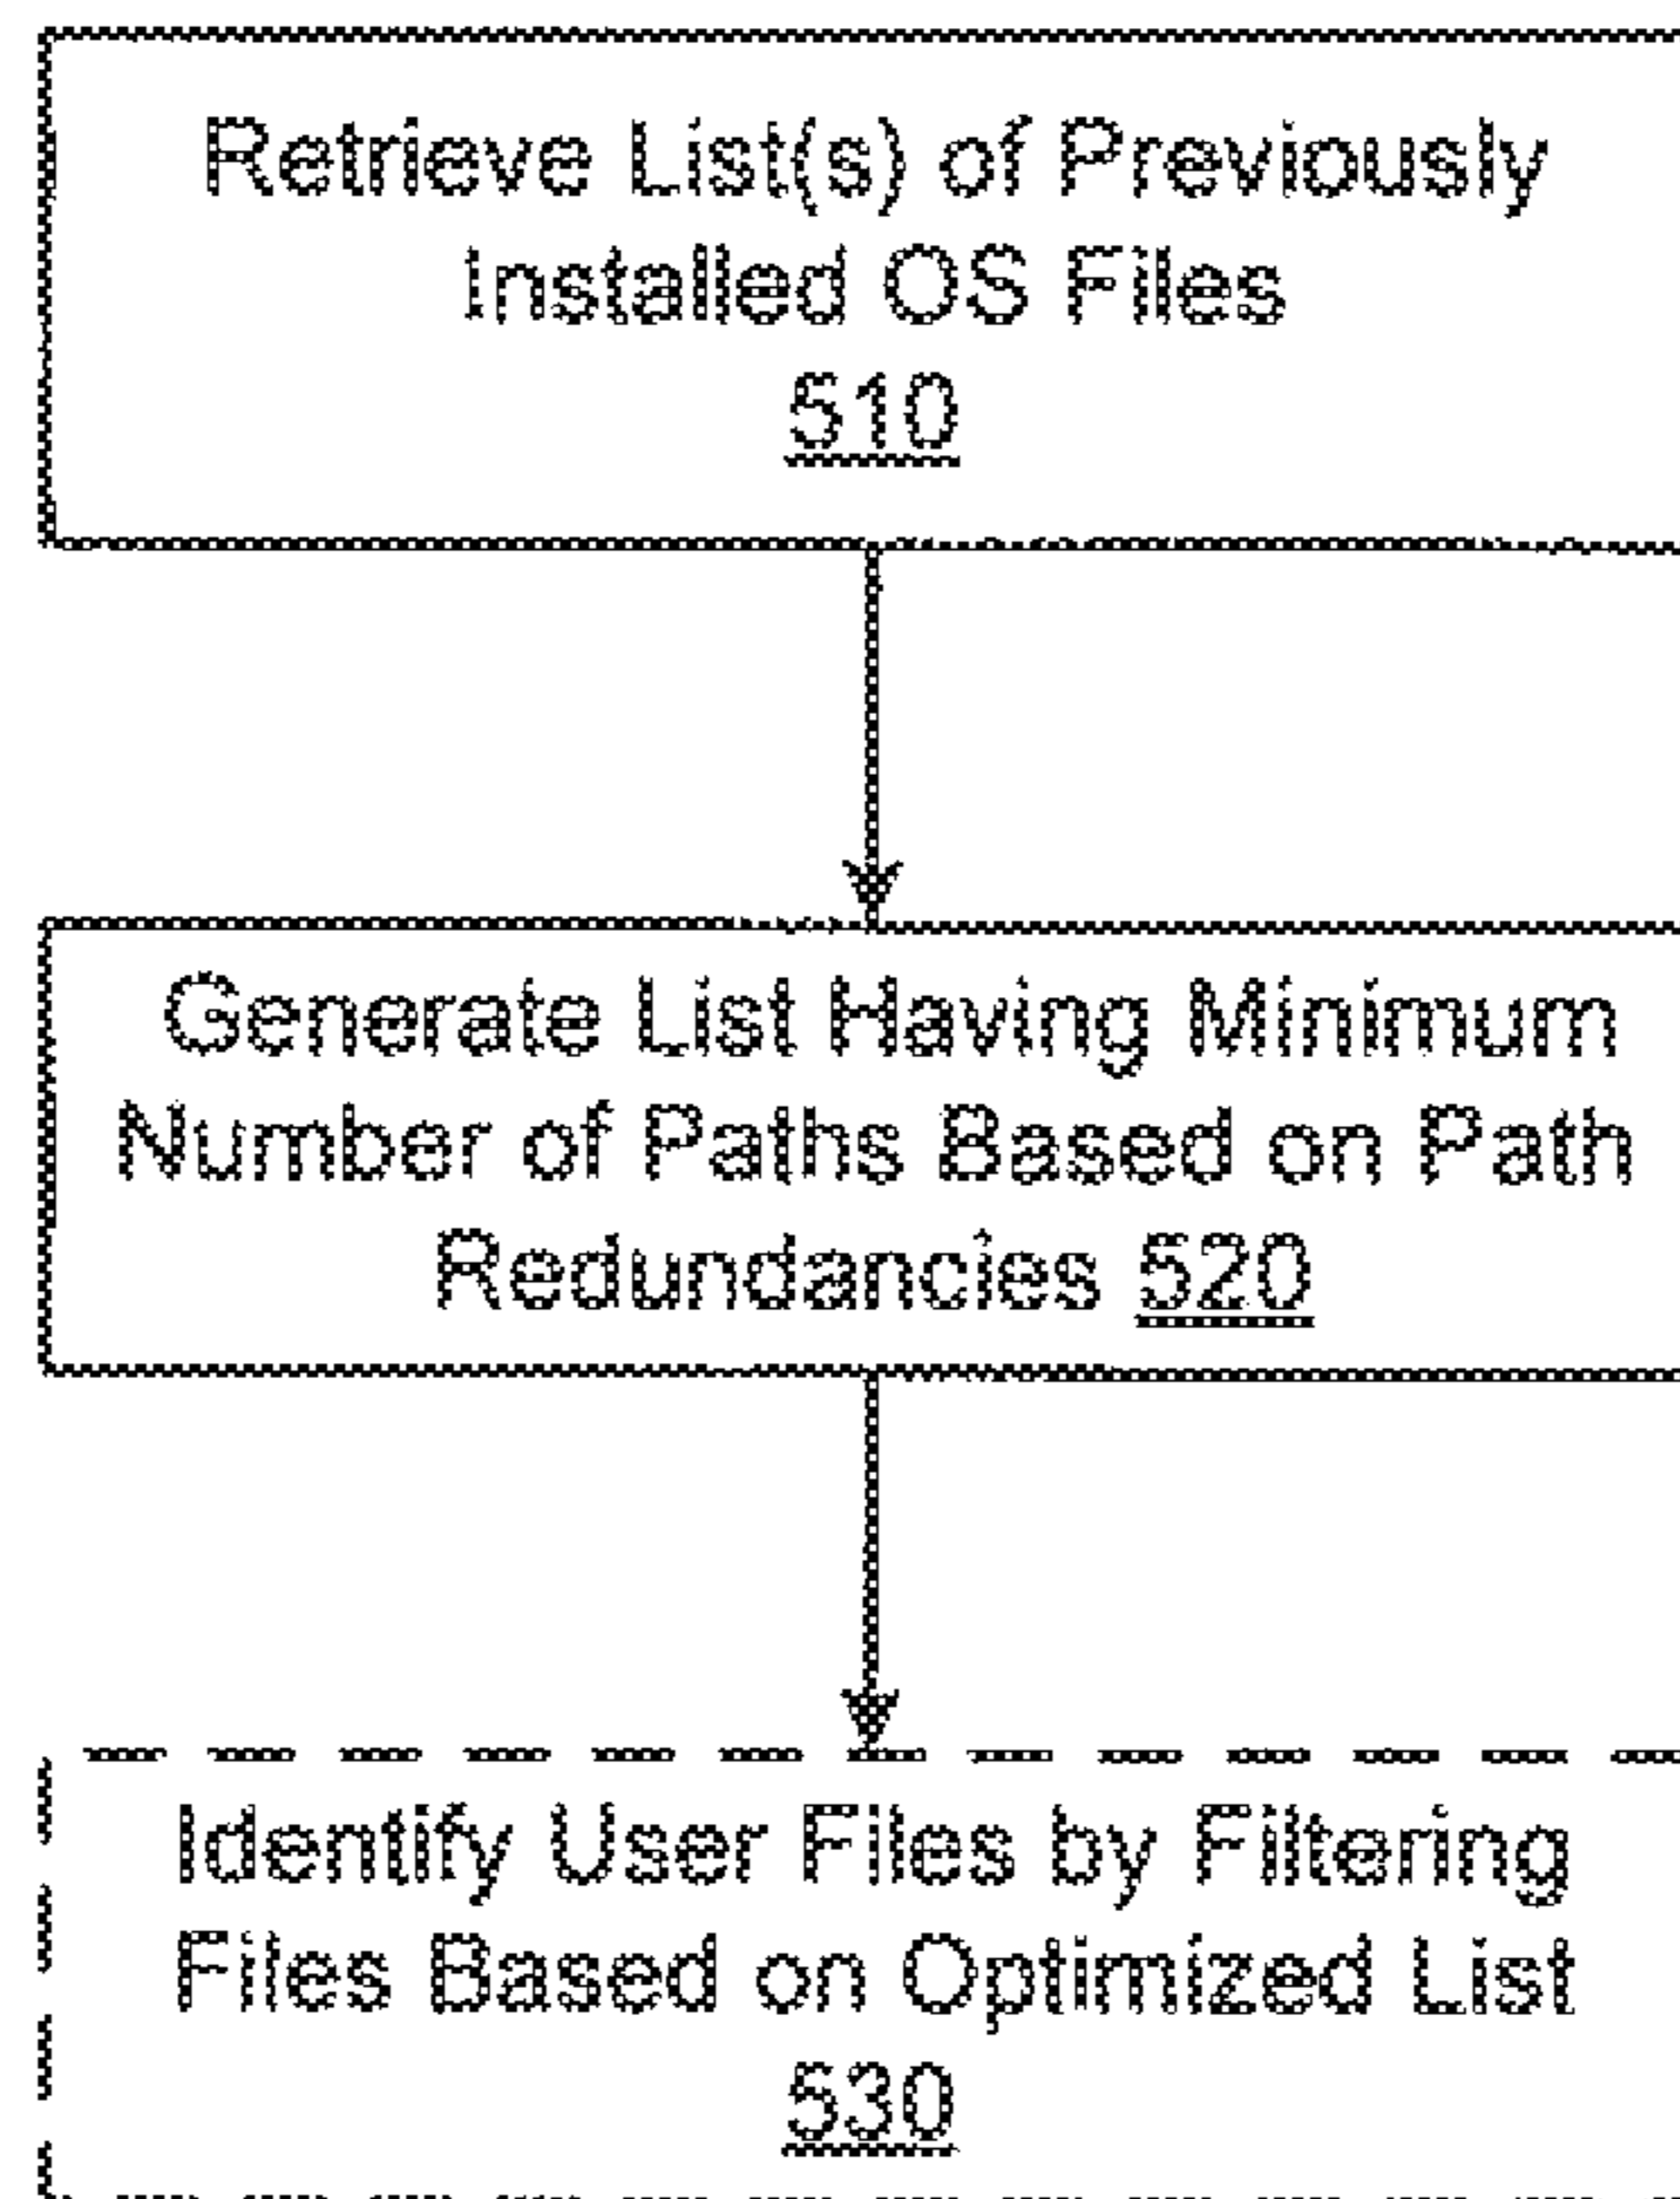 Retrieve List(s) of Previously
Installed OS Files
510
Generate List Having Minimum
Number of Paths Based on Path
Redundancies 520
Identify User Files by Filtering
Files Based on Optimized List
530